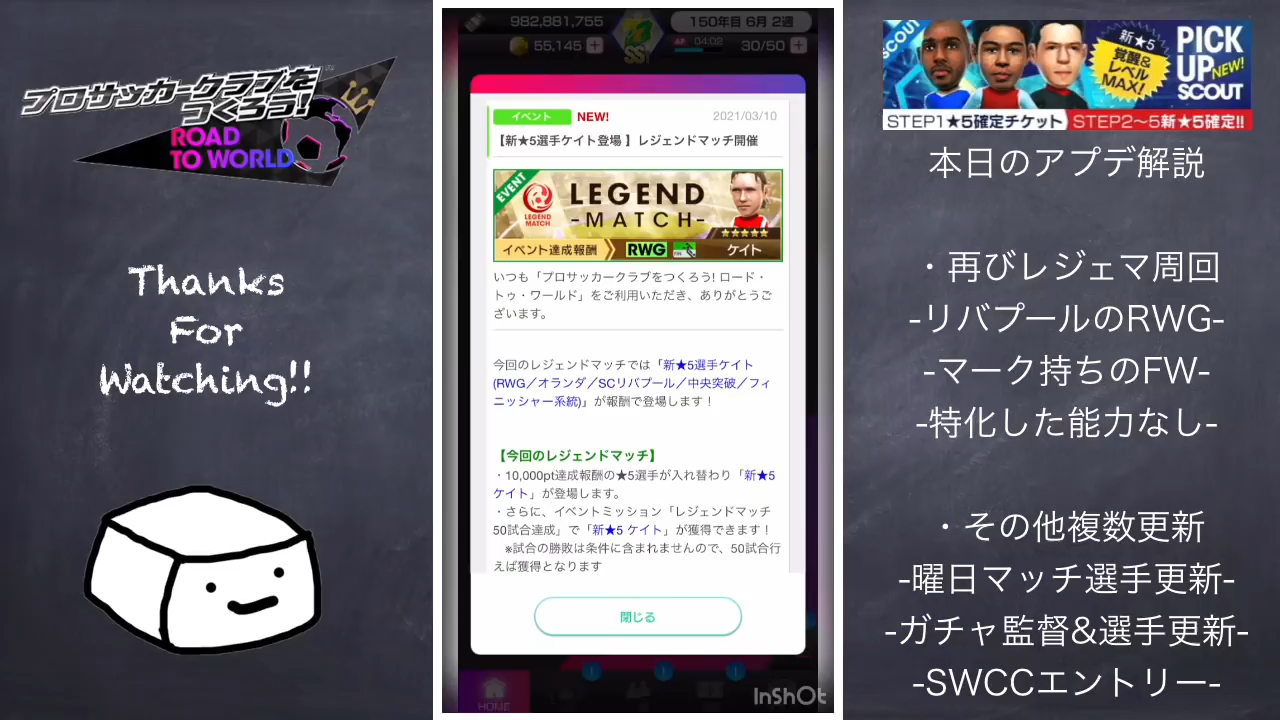 プロサッカークラブを
つくろう!
ROAD
TO WORLD
Thanks
For
Watching!!
982,881,755
150年目 6月 2週
55,145
SS1
AP 04:02
30/50
イベント NEW! 2021/03/10
【新★5選手ケイト登場 】レジェンドマッチ開催
EVENT
LEGEND
MATCH
LEGEND
-MATCH-
★★★★★
イベント達成報酬 RWG FIN ケイト
いつも「プロサッカークラブをつくろう! ロード・
トゥ・ワールド」をご利用いただき、ありがとうご
ざいます。
今回のレジェンドマッチでは「新★5選手ケイト
(RWG／オランダ／SCリバプール／中央突破／フィ
ニッシャー系統)」が報酬で登場します！
【今回のレジェンドマッチ】
・10,000pt達成報酬の★5選手が入れ替わり「新★5
ケイト」が登場します。
・さらに、イベントミッション「レジェンドマッチ
50試合達成」で「新★5 ケイト」が獲得できます！
※試合の勝敗は条件に含まれませんので、50試合行
えば獲得となります
閉じる
HOME
InShOt
SCOUT
新★5
覚醒&
レベル
MAX!
PICK
UP NEW!
SCOUT
STEP1★5確定チケット STEP2～5新★5確定!!
本日のアプデ解説
・再びレジェマ周回
-リバプールのRWG-
-マーク持ちのFW-
-特化した能力なし-
・その他複数更新
-曜日マッチ選手更新-
-ガチャ監督&選手更新-
-SWCCエントリー-